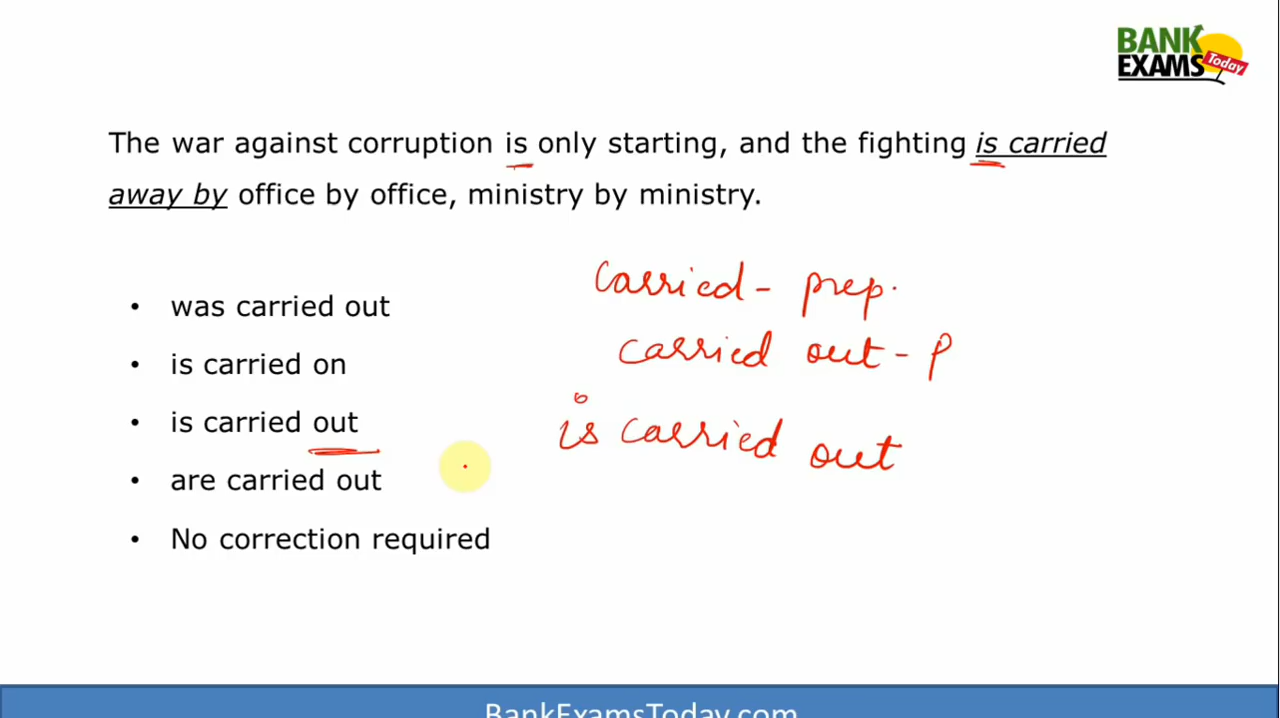 BANK
EXAMS Today
The war against corruption is only starting, and the fighting is carried
away by office by office, ministry by ministry.
• was carried out
• is carried on
• is carried out
• are carried out
• No correction required
carried - prep.
carried out - P
is carried out
BankExamsToday.com